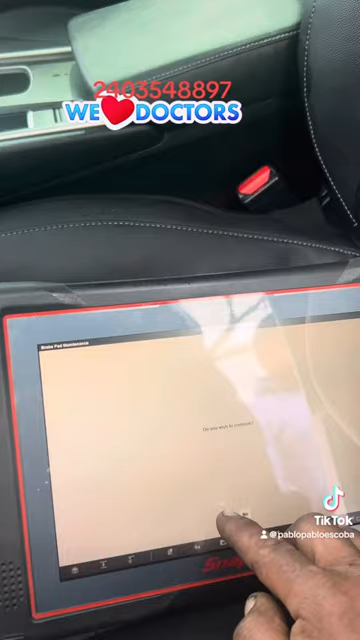 2403548897
WE DOCTORS
Brake Pad Maintenance
Do you wish to continue?
TikTok
@pablopabloescoba